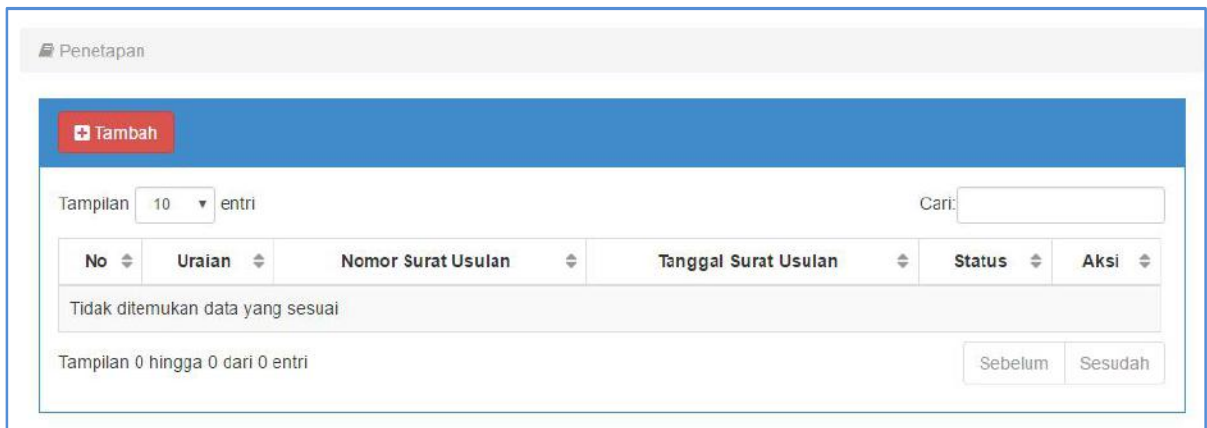 Penetapan
Tambah
Tampilan 10 entri Cari:
No Uraian Nomor Surat Usulan Tanggal Surat Usulan Status Aksi
Tidak ditemukan data yang sesuai
Tampilan 0 hingga 0 dari 0 entri Sebelum Sesudah